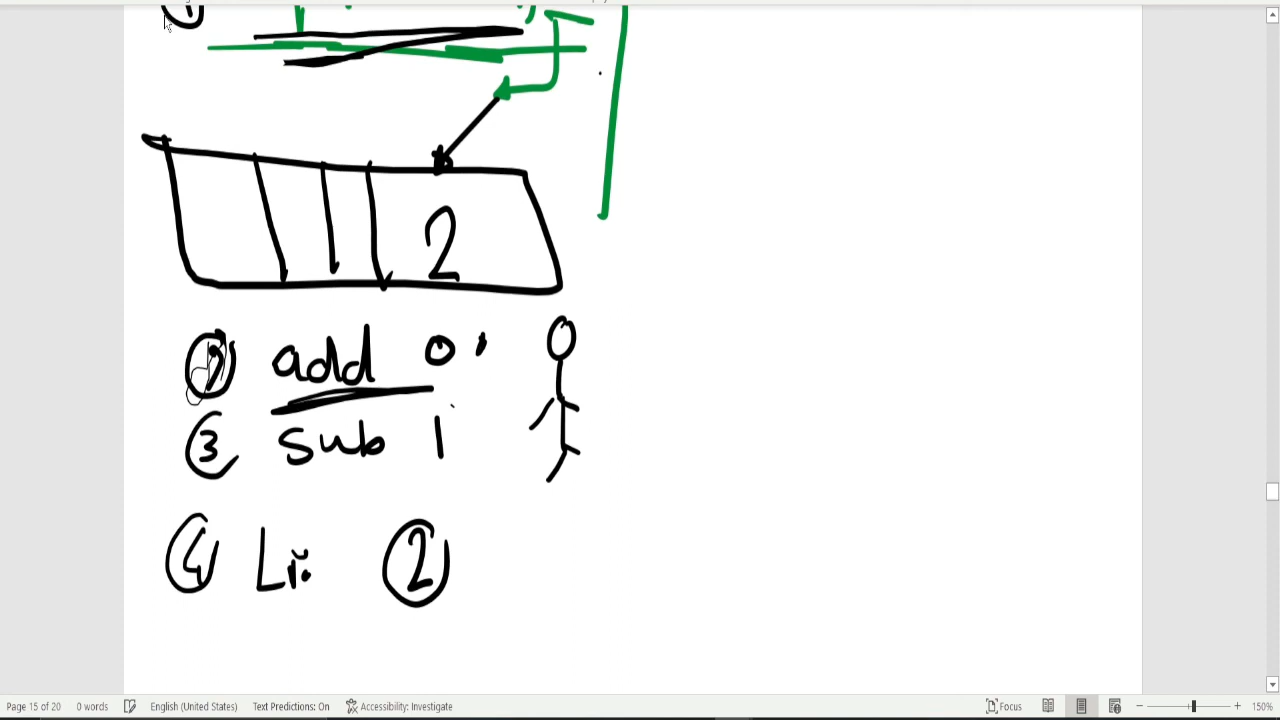 2
② add 0
③ sub 1
④ Li: ②
Page 15 of 20 0 words English (United States) Text Predictions: On Accessibility: Investigate Focus 150%